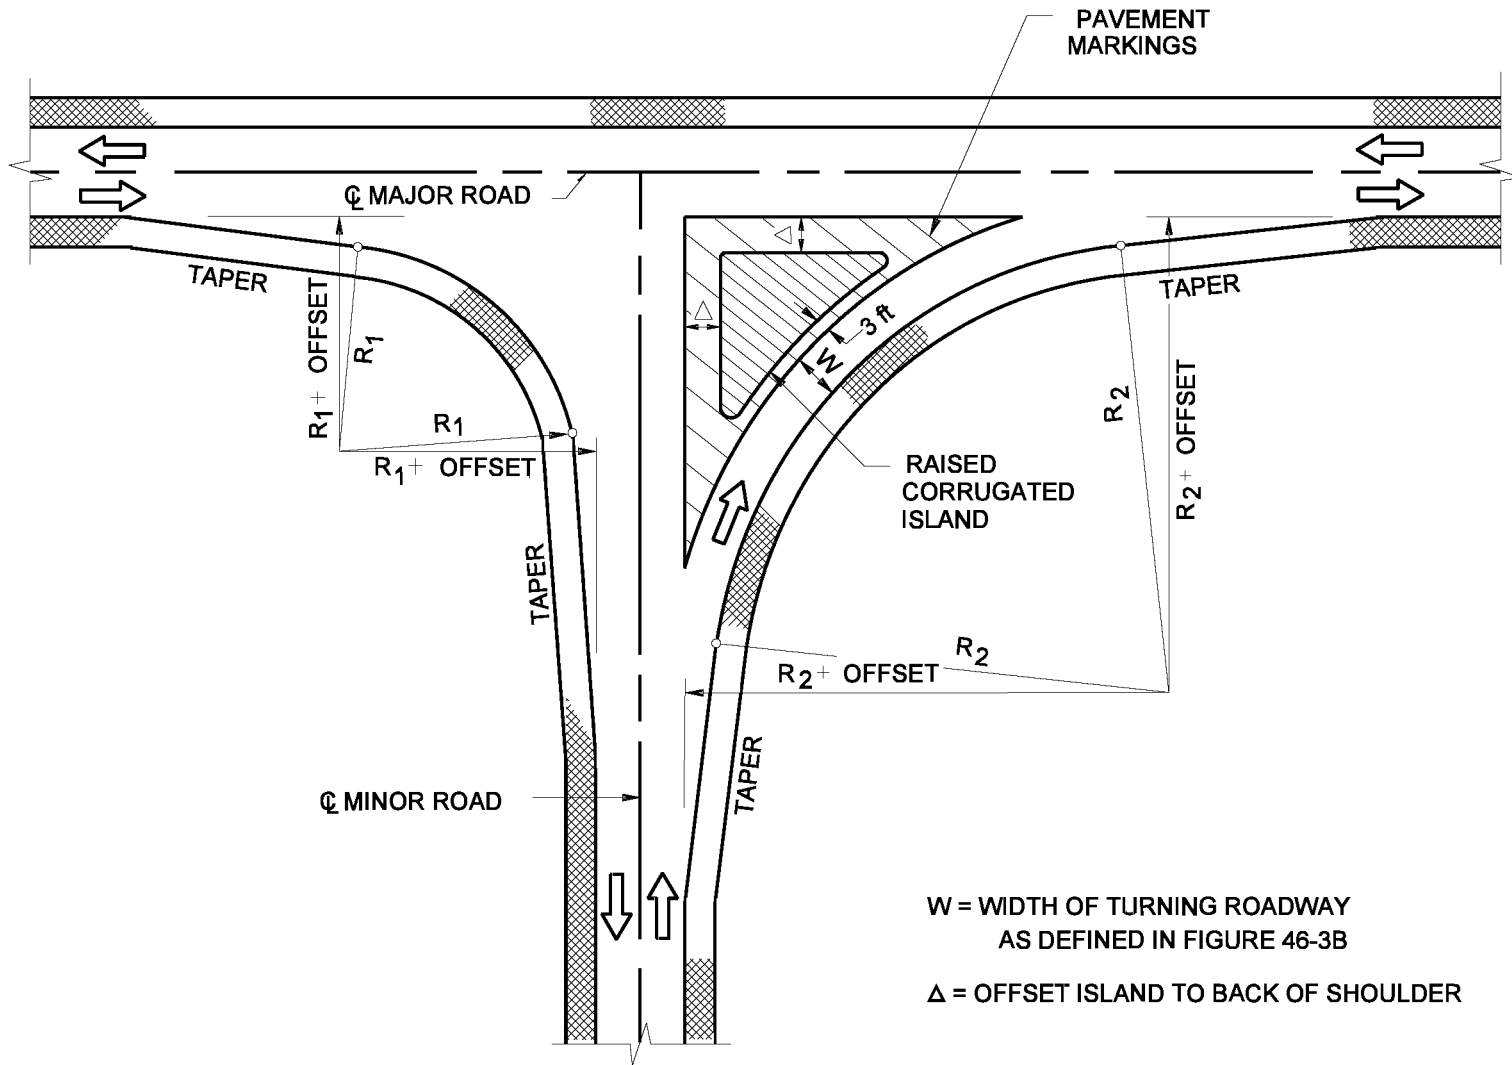 PAVEMENT
MARKINGS
℄ MAJOR ROAD
TAPER
R1 + OFFSET
R1
R1
R1 + OFFSET
TAPER
△
△
3 ft
W
RAISED
CORRUGATED
ISLAND
TAPER
R2
R2 + OFFSET
R2
R2 + OFFSET
TAPER
℄ MINOR ROAD
W = WIDTH OF TURNING ROADWAY
AS DEFINED IN FIGURE 46-3B
△ = OFFSET ISLAND TO BACK OF SHOULDER